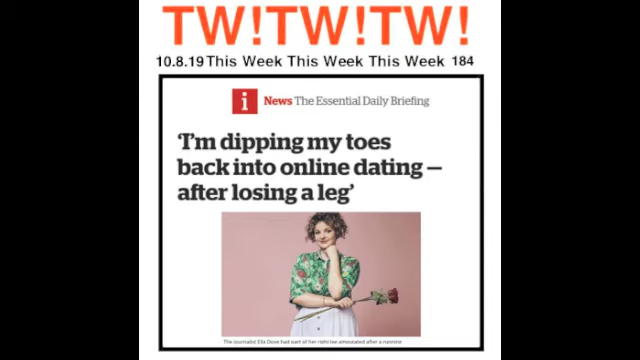 TW!TW!TW!
10.8.19 This Week This Week This Week 184
i News The Essential Daily Briefing
‘I’m dipping my toes
back into online dating —
after losing a leg’
The journalist Ella Dove had part of her right leg amputated after a running